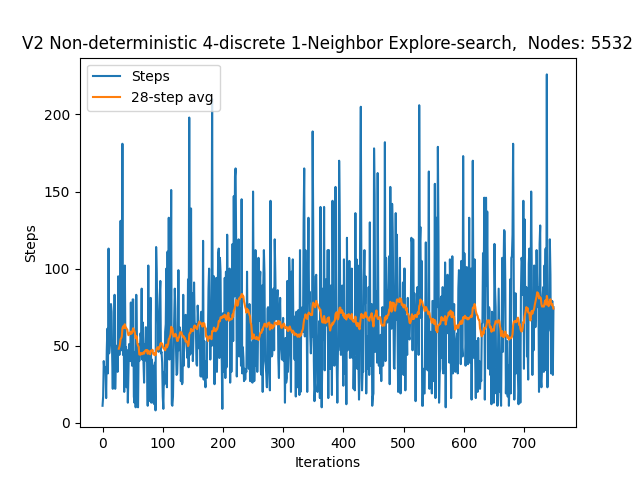 V2 Non-deterministic 4-discrete 1-Neighbor Explore-search,  Nodes: 5532
Steps
28-step avg
Steps
200
150
100
50
0
0 100 200 300 400 500 600 700
Iterations